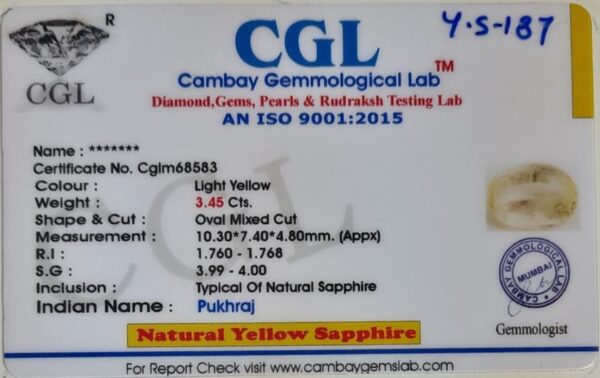 R
CGL
CGL TM
Y.S-187
Cambay Gemmological Lab
Diamond,Gems, Pearls & Rudraksh Testing Lab
AN ISO 9001:2015
Name : *******
Certificate No. Cglm68583
Colour : Light Yellow
Weight : 3.45 Cts.
Shape & Cut : Oval Mixed Cut
Measurement : 10.30*7.40*4.80mm. (Appx)
R.I : 1.760 - 1.768
S.G : 3.99 - 4.00
Inclusion : Typical Of Natural Sapphire
Indian Name : Pukhraj
CGL
CAMBAY GEMMOLOGICAL LAB
MUMBAI
Gemmologist
Natural Yellow Sapphire
For Report Check visit www.cambaygemslab.com